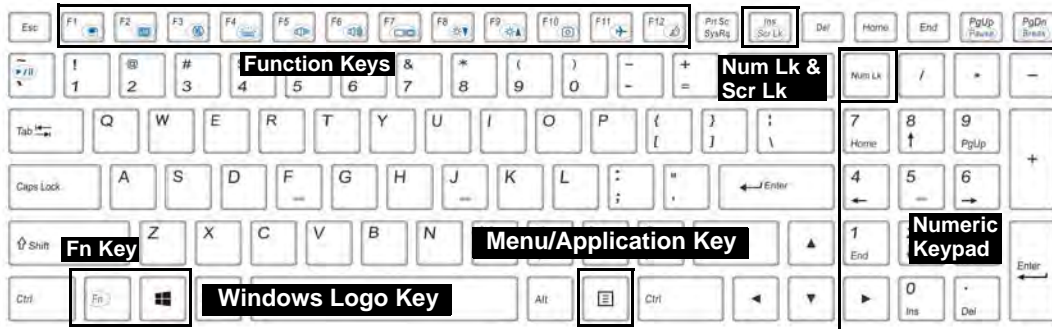 Esc F1 F2 F3 F4 F5 F6 F7 F8 F9 F10 F11 F12 Prt Sc Ins Del Home End PgUp PgDn
SysRq Scr Lk Pause Break
~ ! @ # Function Keys & * ( ) _ + Num Lk & Num Lk / * −
` 1 2 3 4 5 6 7 8 9 0 - = Scr Lk
Tab Q W E R T Y U I O P { } ¦ 7 8 9 +
[ ] \ Home ↑ PgUp
Caps Lock A S D F G H J K L : " Enter 4 5 6
; ' ← →
Shift Fn Key Z X C V B N Menu/Application Key ▲ 1 Numeric
End Keypad Enter
Ctrl Fn Windows Logo Key Alt Ctrl ◄ ▼ ► 0 .
Ins Del